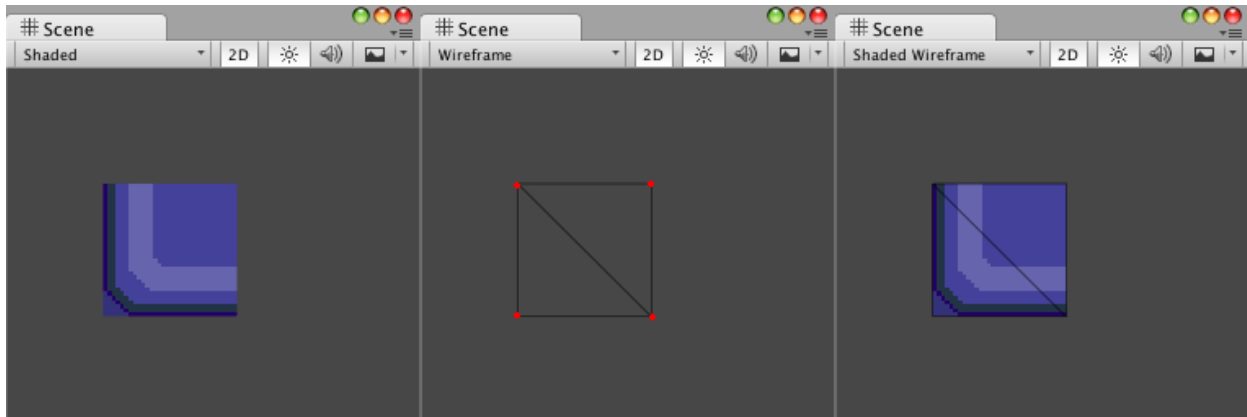 Scene
Shaded 2D
Scene
Wireframe 2D
Scene
Shaded Wireframe 2D